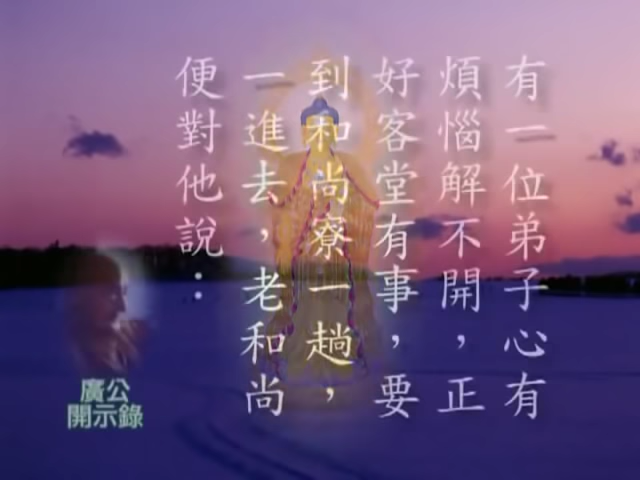 有一位弟子心有
煩惱解不開，正
好客堂有事，要
到和尚寮一趟，
一進去，老和尚
便對他說：
廣公
開示錄